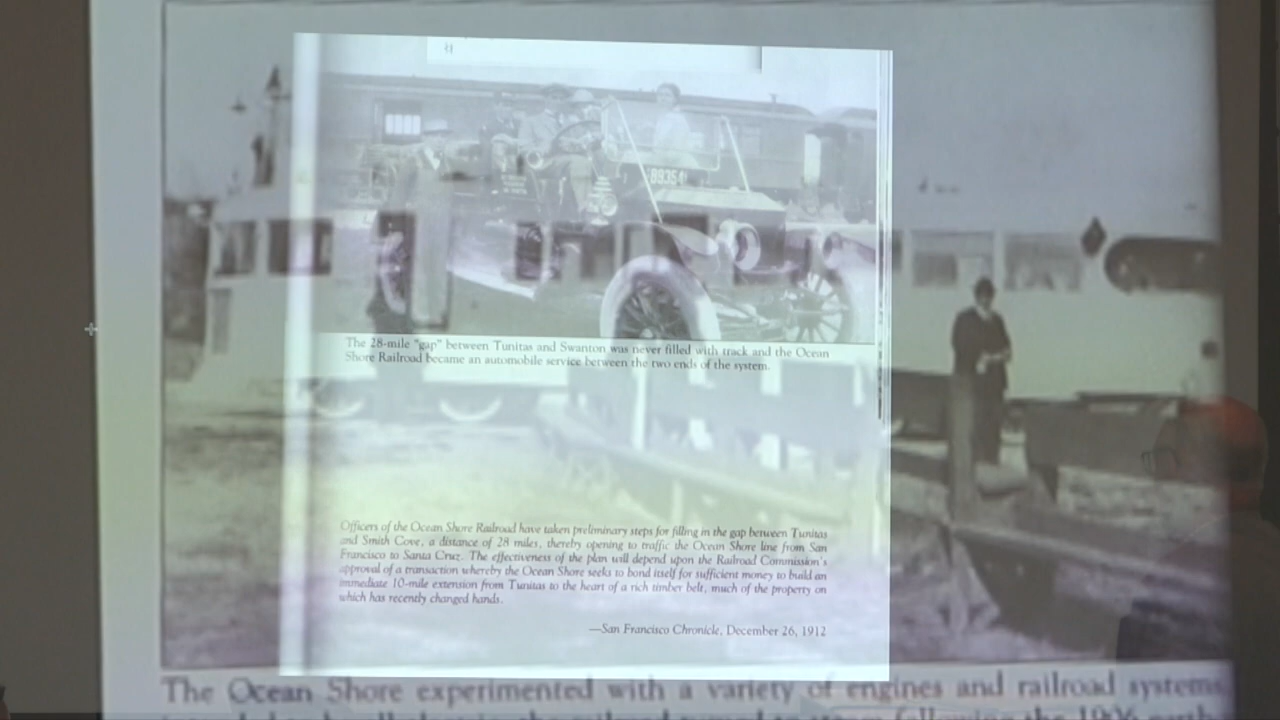 89354
The 28-mile "gap" between Tunitas and Swanton was never filled with track and the Ocean
Shore Railroad became an automobile service between the two ends of the system.
Officers of the Ocean Shore Railroad have taken preliminary steps for filling in the gap between Tunitas
and Smith Cove, a distance of 28 miles, thereby opening to traffic the Ocean Shore line from San
Francisco to Santa Cruz. The effectiveness of the plan will depend upon the Railroad Commission's
approval of a transaction whereby the Ocean Shore seeks to bond itself for sufficient money to build an
immediate 10-mile extension from Tunitas to the heart of a rich timber belt, much of the property on
which has recently changed hands.
—San Francisco Chronicle, December 26, 1912
The Ocean Shore experimented with a variety of engines and railroad systems